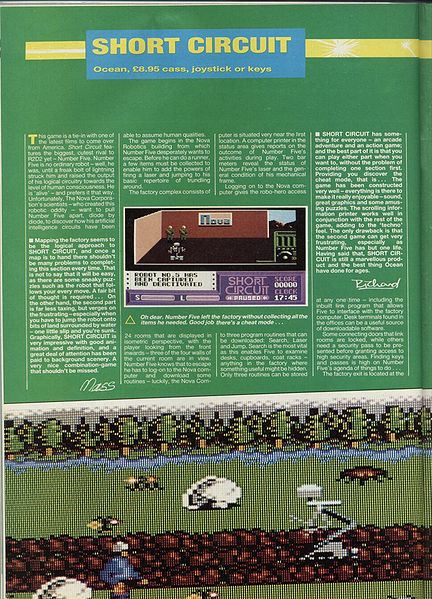 SHORT CIRCUIT
Ocean, £8.95 cass, joystick or keys
This game is a tie-in with one of
the latest films to come over
from America. Short Circuit fea-
tures the biggest, cutest rival to
R2D2 yet – Number Five. Number
Five is no ordinary robot – well, he
was, until a freak bolt of lightning
struck him and raised the output
of his logical circuitry towards the
level of human consciousness. He
is 'alive' – and prefers it that way.
Unfortunately, The Nova Corpora-
tion's scientists – who created this
robotic oddity – want to put
Number Five apart, diode by
diode, to discover how his artificial
intelligence circuits have been
■ Mapping the factory seems to
be the logical approach to
SHORT CIRCUIT, and once a
map is to hand there shouldn't
be many problems to complet-
ing this section every time. That
is not to say that it will be easy,
as there are some fiendish puz-
zles such as the robot that fol-
lows your every move. A fair bit
of thought is required . . . On
the other hand, the second part
is far less taxing, but very very
frustrating – especially when
you have to jump the robot onto
bits of land surrounded by water
– one little slip and you're sunk.
Graphically, SHORT CIRCUIT is
very impressive with good ani-
mation and definition, and a
great deal of attention has been
paid to background scenery. A
very nice combination-game
that shouldn't be missed.
Mass
able to assume human qualities.
The game begins in the Nova
Robotics building from which
Number Five desperately wants to
escape. Before he can do a runner,
a few items must be collected to
enable him to add the powers of
firing a laser and jumping to his
basic repertoire of trundling
around.
The factory complex consists of
puter is situated very near the first
location. A computer printer in the
status area gives reports on the
outcome of Number Five's
activities during play. Two bar
meters reveal the status of
Number Five's laser and the gen-
eral condition of his mechanical
frame.
Logging on to the Nova com-
puter gives the robo-hero access
Nova
ROBOT NO.5 HAS
BEEN CAPTURED
AND DEACTIVATED
SHORT
CIRCUIT
PAUSED
SCORE
00000
CLOCK
17:45
S
L
Oh dear, Number Five left the factory without collecting all the
items he needed. Good job there's a cheat mode . . .
24 rooms that are displayed in
isometric perspective, with the
player looking from the front
inwards – three of the four walls of
the current room are in view.
Number Five knows that to escape
he has to log-on to the Nova com-
puter and download some
routines – luckily, the Nova Com-
to three program routines that can
be downloaded: Search, Laser
and Jump. Search is the most vital
as this enables Five to examine
desks, cupboards, coat racks –
anything in the factory where
something useful might be hidden.
Only three routines can be stored
■ SHORT CIRCUIT has some-
thing for everyone – an arcade
adventure and an action game;
and the best part of it is that you
can play either part when you
want to, without the problem of
completing one section first.
Providing you discover the
cheat mode, that is . . . The
game has been constructed
very well – everything is there to
make it really enjoyable – sound,
great graphics and some amus-
ing puzzles. The scrolling infor-
mation printer works well in
conjunction with the rest of the
game, adding to the 'techno'
feel. The only drawback is that
the second game can get very
frustrating, especially as
Number Five has but one life.
Having said that, SHORT CIR-
CUIT is still a marvellous prod-
uct and the best thing Ocean
have done for ages.
Richard
at any one time – including the
inbuilt link program that allows
Five to interface with the factory
computer. Desk terminals found in
the offices can be a useful source
of downloadable software.
Some connecting doors that link
rooms are locked, while others
need a security pass to be pre-
sented before granting access to
high security areas. Finding keys
and passes is high on Number
Five's agenda of things to do . . .
The factory exit is located at the